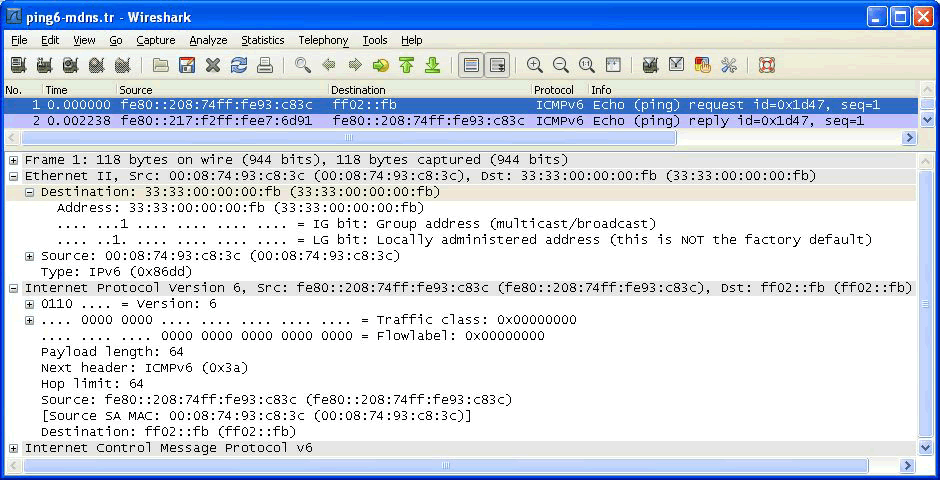 ping6-mdns.tr - Wireshark
File Edit View Go Capture Analyze Statistics Telephony Tools Help
No. Time Source Destination Protocol Info
1 0.000000 fe80::208:74ff:fe93:c83c ff02::fb ICMPv6 Echo (ping) request id=0x1d47, seq=1
2 0.002238 fe80::217:f2ff:fee7:6d91 fe80::208:74ff:fe93:c83c ICMPv6 Echo (ping) reply id=0x1d47, seq=1
Frame 1: 118 bytes on wire (944 bits), 118 bytes captured (944 bits)
Ethernet II, Src: 00:08:74:93:c8:3c (00:08:74:93:c8:3c), Dst: 33:33:00:00:00:fb (33:33:00:00:00:fb)
Destination: 33:33:00:00:00:fb (33:33:00:00:00:fb)
Address: 33:33:00:00:00:fb (33:33:00:00:00:fb)
.... ...1 .... .... .... .... = IG bit: Group address (multicast/broadcast)
.... ..1. .... .... .... .... = LG bit: Locally administered address (this is NOT the factory default)
Source: 00:08:74:93:c8:3c (00:08:74:93:c8:3c)
Type: IPv6 (0x86dd)
Internet Protocol Version 6, Src: fe80::208:74ff:fe93:c83c (fe80::208:74ff:fe93:c83c), Dst: ff02::fb (ff02::fb)
0110 .... = Version: 6
.... 0000 0000 .... .... .... .... .... = Traffic class: 0x00000000
.... .... .... 0000 0000 0000 0000 0000 = Flowlabel: 0x00000000
Payload length: 64
Next header: ICMPv6 (0x3a)
Hop limit: 64
Source: fe80::208:74ff:fe93:c83c (fe80::208:74ff:fe93:c83c)
[Source SA MAC: 00:08:74:93:c8:3c (00:08:74:93:c8:3c)]
Destination: ff02::fb (ff02::fb)
Internet Control Message Protocol v6